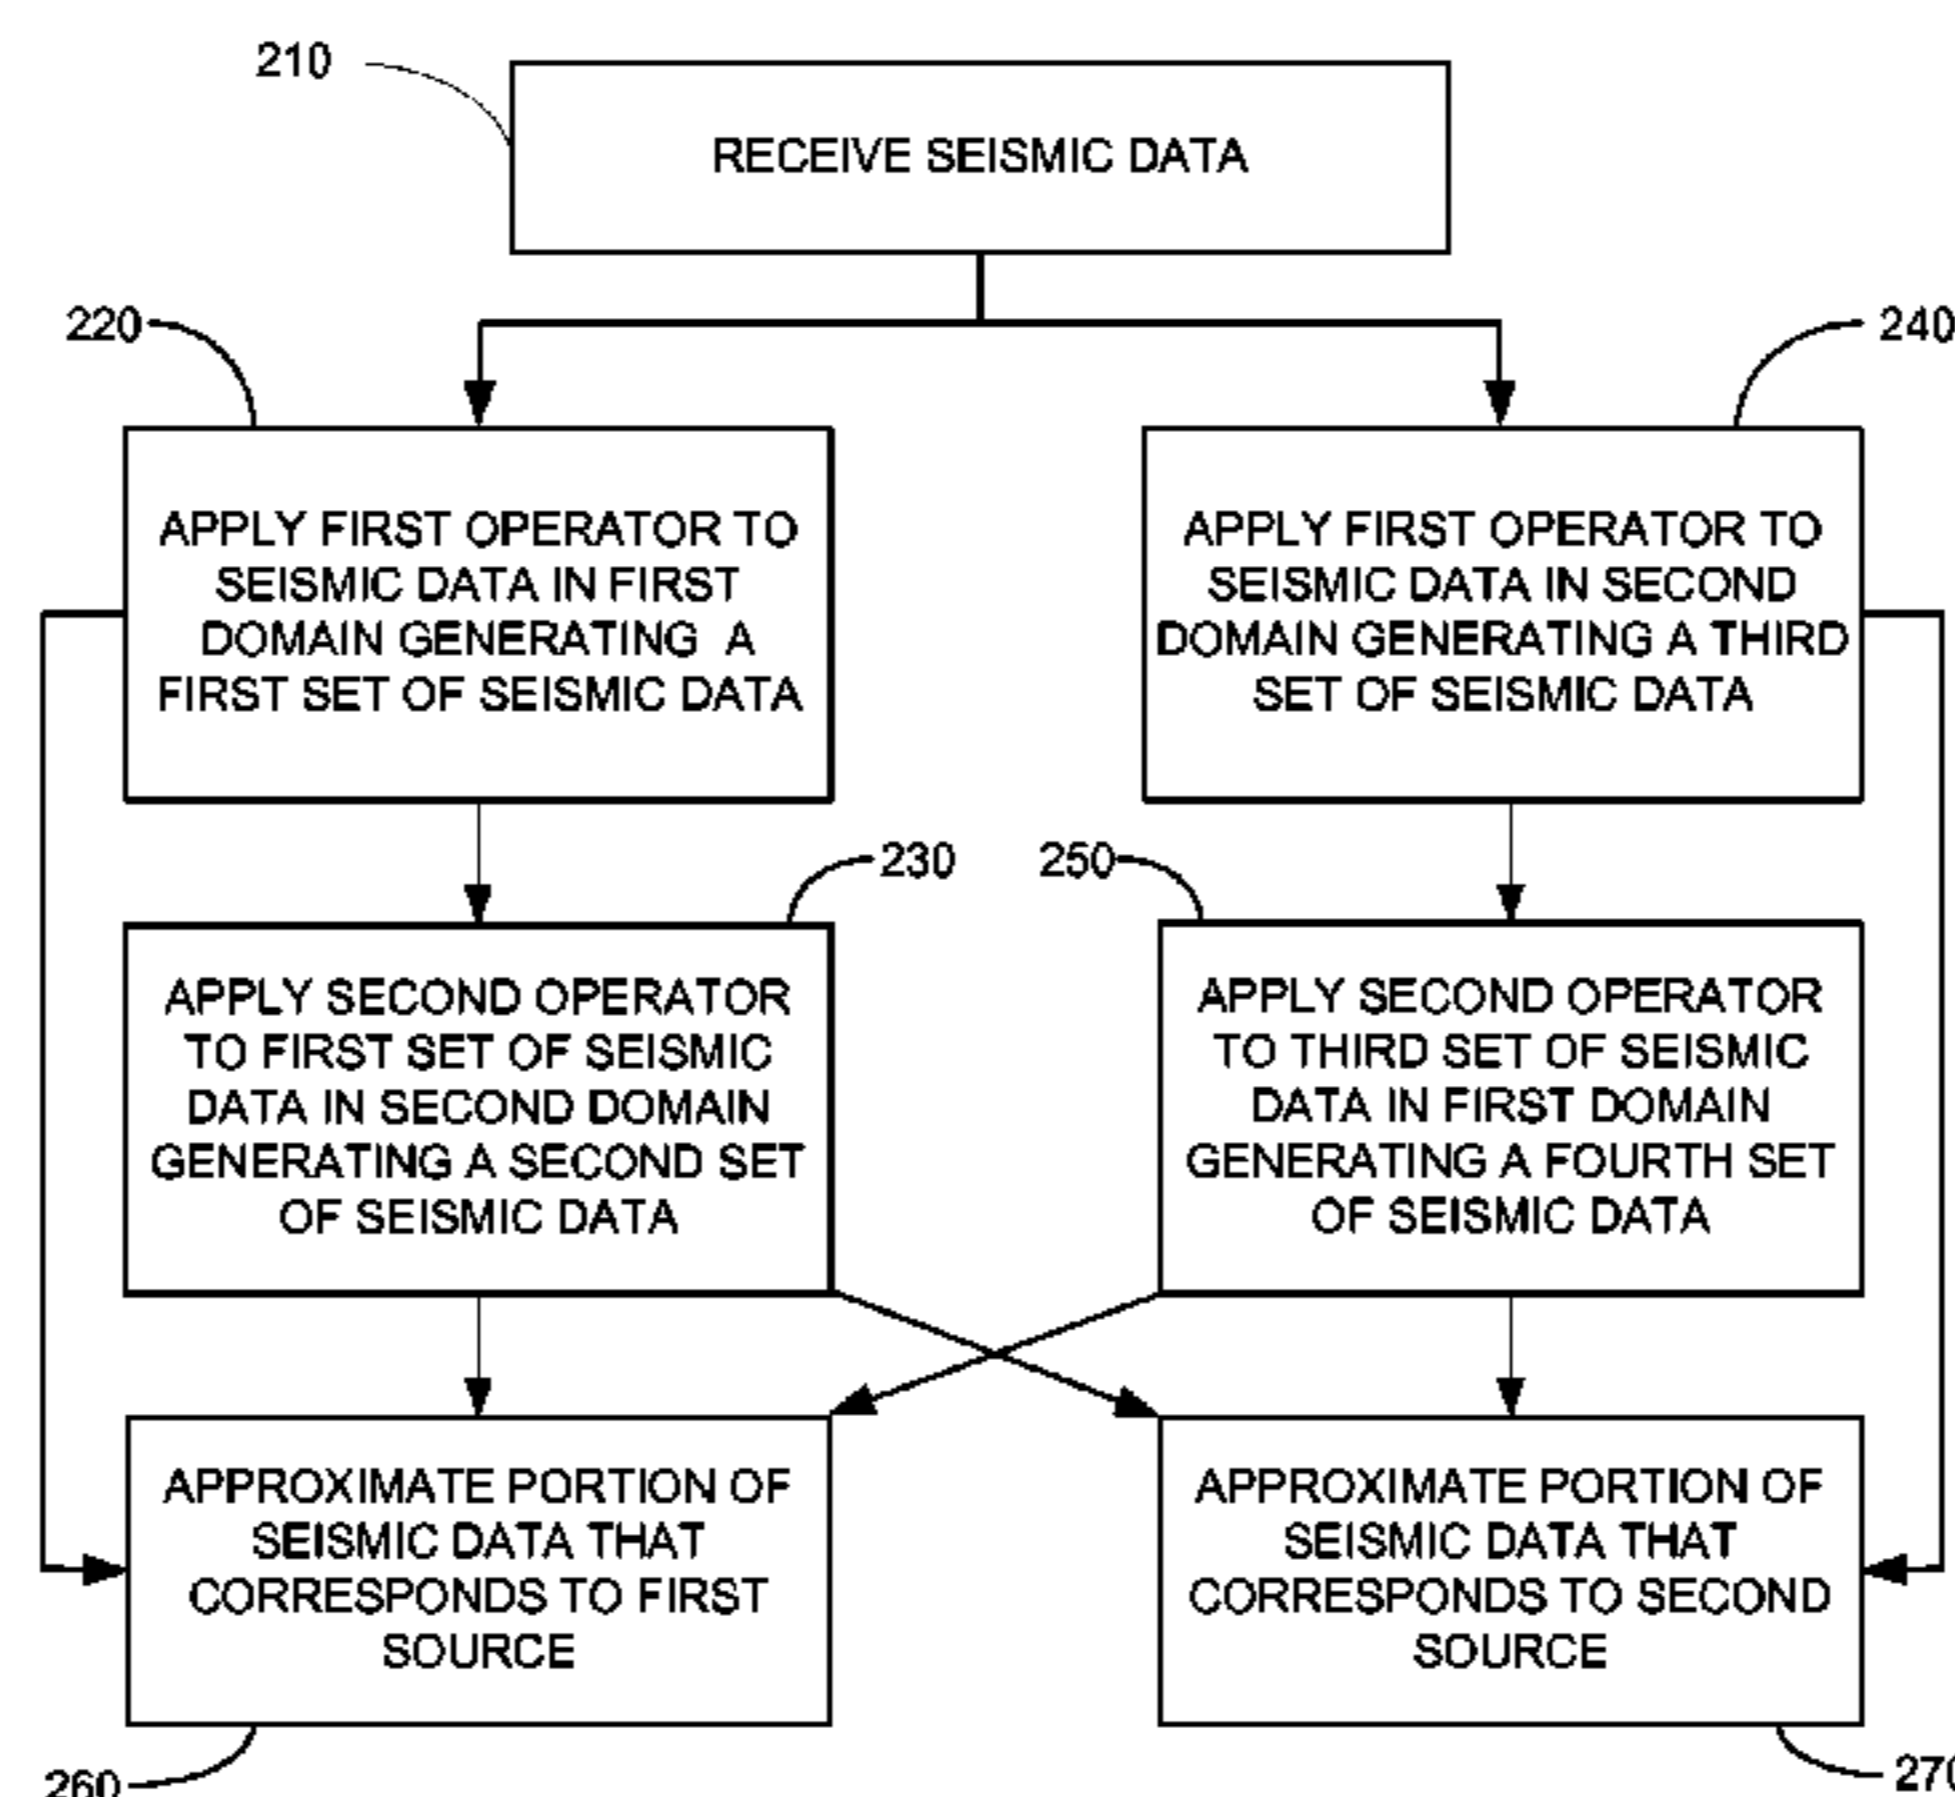 210
RECEIVE SEISMIC DATA
220
240
APPLY FIRST OPERATOR TO
SEISMIC DATA IN FIRST
DOMAIN GENERATING A
FIRST SET OF SEISMIC DATA
APPLY FIRST OPERATOR TO
SEISMIC DATA IN SECOND
DOMAIN GENERATING A THIRD
SET OF SEISMIC DATA
230
250
APPLY SECOND OPERATOR
TO FIRST SET OF SEISMIC
DATA IN SECOND DOMAIN
GENERATING A SECOND SET
OF SEISMIC DATA
APPLY SECOND OPERATOR
TO THIRD SET OF SEISMIC
DATA IN FIRST DOMAIN
GENERATING A FOURTH SET
OF SEISMIC DATA
APPROXIMATE PORTION OF
SEISMIC DATA THAT
CORRESPONDS TO FIRST
SOURCE
APPROXIMATE PORTION OF
SEISMIC DATA THAT
CORRESPONDS TO SECOND
SOURCE
260
270